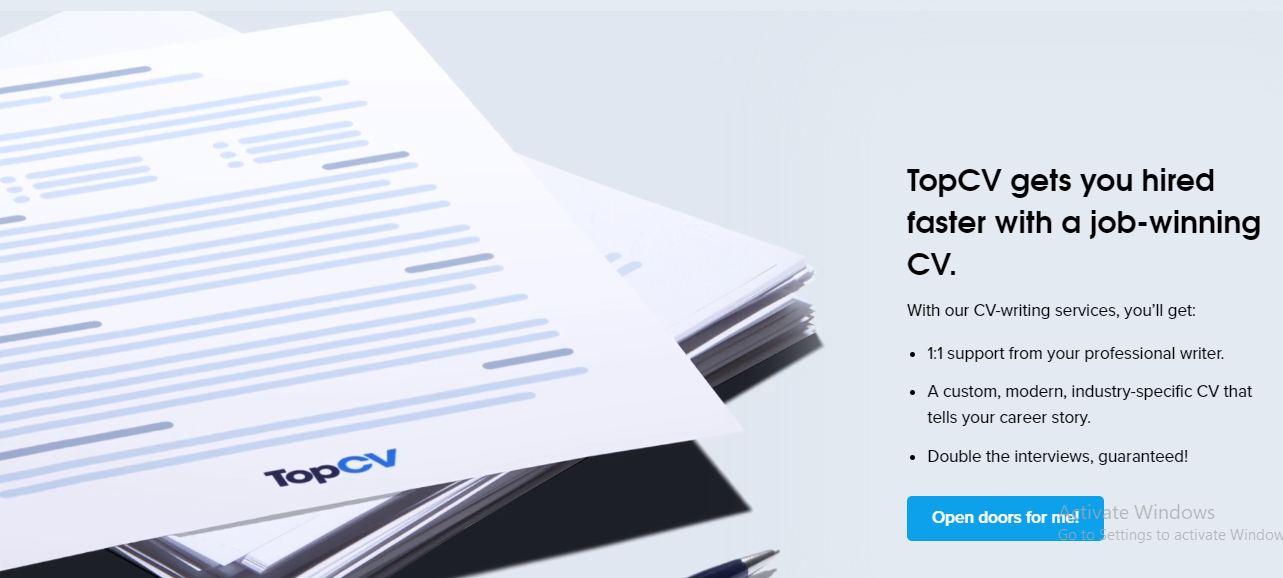 TopCV gets you hired
faster with a job-winning
CV.
With our CV-writing services, you’ll get:
• 1:1 support from your professional writer.
• A custom, modern, industry-specific CV that
tells your career story.
• Double the interviews, guaranteed!
Open doors for me!
Activate Windows
Go to Settings to activate Window
TopCV